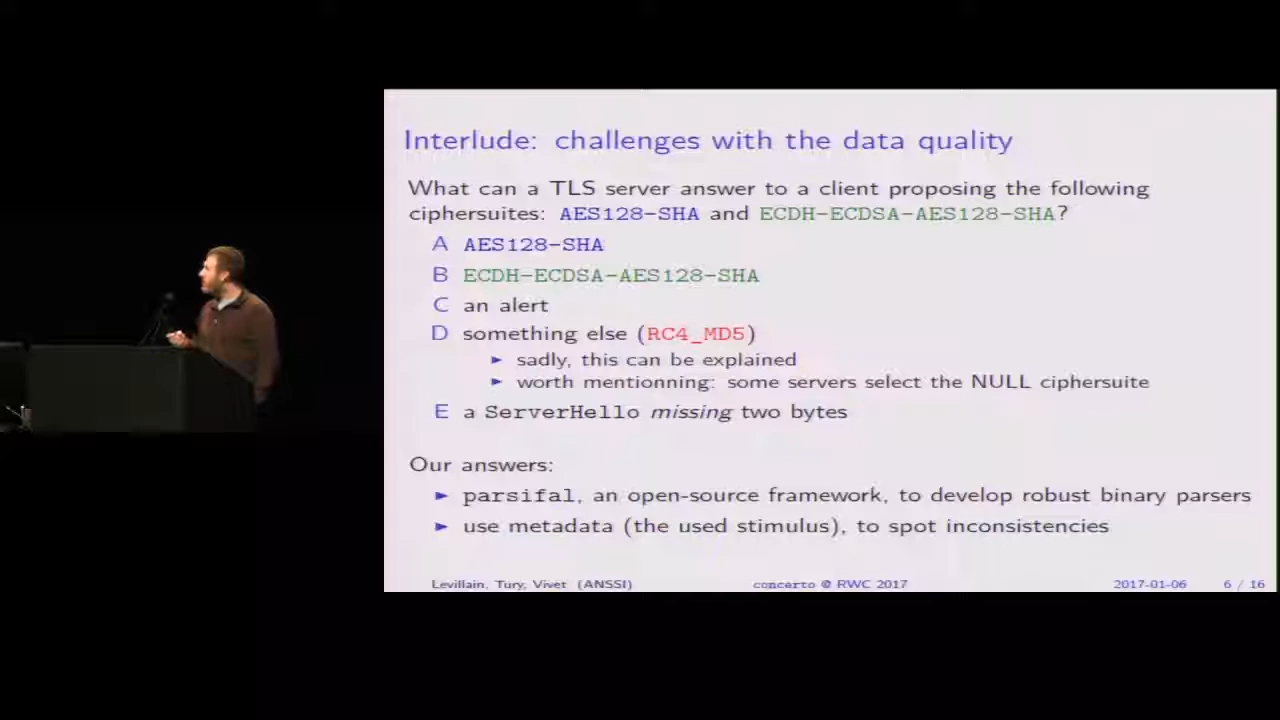 Interlude: challenges with the data quality
What can a TLS server answer to a client proposing the following
ciphersuites: AES128-SHA and ECDH-ECDSA-AES128-SHA?
A AES128-SHA
B ECDH-ECDSA-AES128-SHA
C an alert
D something else (RC4_MD5)
► sadly, this can be explained
► worth mentionning: some servers select the NULL ciphersuite
E a ServerHello missing two bytes
Our answers:
► parsifal, an open-source framework, to develop robust binary parsers
► use metadata (the used stimulus), to spot inconsistencies
Levillain, Tury, Vivet (ANSSI) concerto @ RWC 2017 2017-01-06 6 / 16